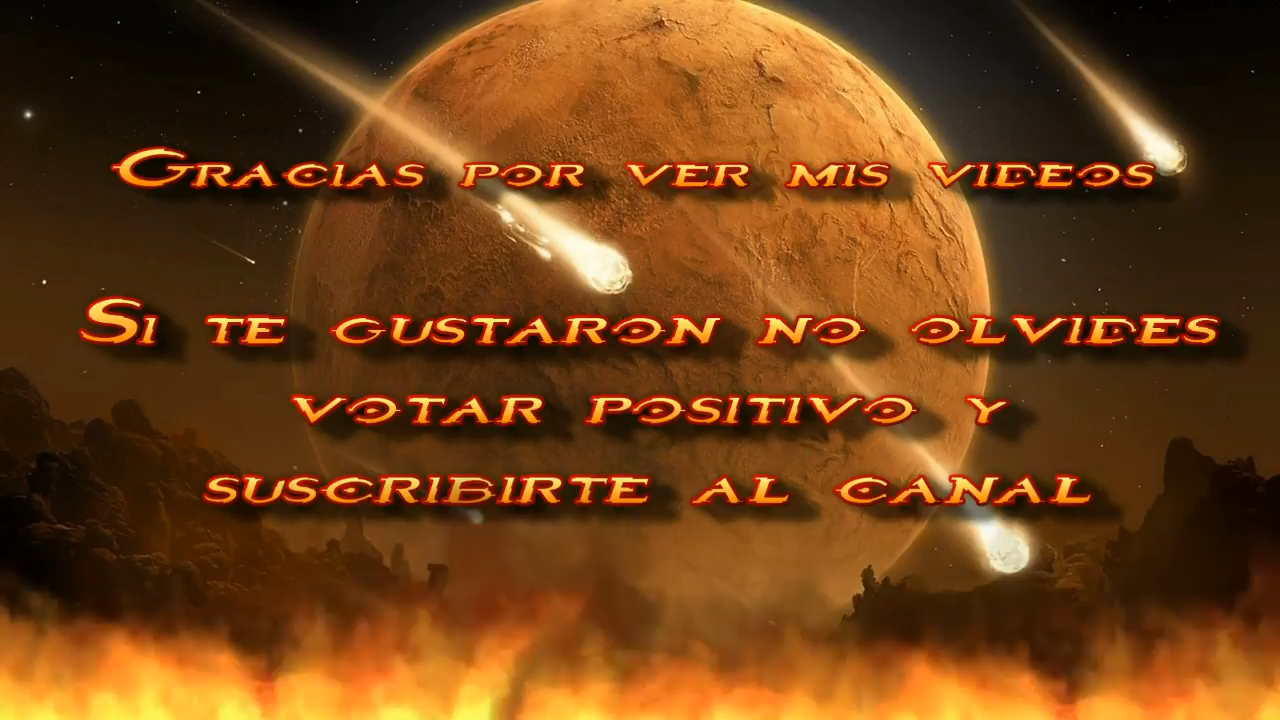 Gracias por ver mis videos
Si te gustaron no olvides
votar positivo y
suscribirte al canal